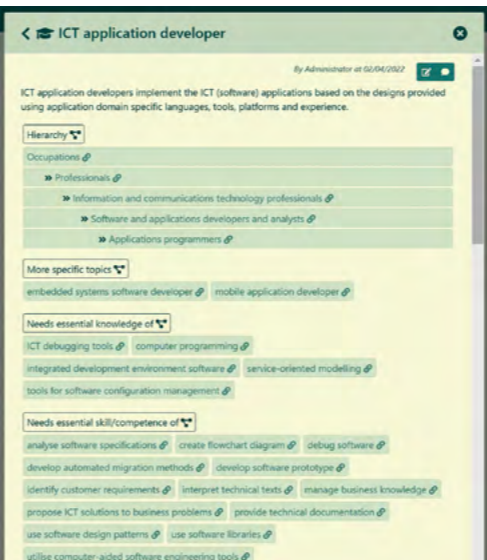 ICT application developer
By Administrator at 02/04/2022
ICT application developers implement the ICT (software) applications based on the designs provided
using application domain specific languages, tools, platforms and experience.
Hierarchy
Occupations
» Professionals
» Information and communications technology professionals
» Software and applications developers and analysts
» Applications programmers
More specific topics
embedded systems software developer mobile application developer
Needs essential knowledge of
ICT debugging tools computer programming
integrated development environment software service-oriented modelling
tools for software configuration management
Needs essential skill/competence of
analyse software specifications create flowchart diagram debug software
develop automated migration methods develop software prototype
identify customer requirements interpret technical texts manage business knowledge
propose ICT solutions to business problems provide technical documentation
use software design patterns use software libraries
utilise computer-aided software engineering tools